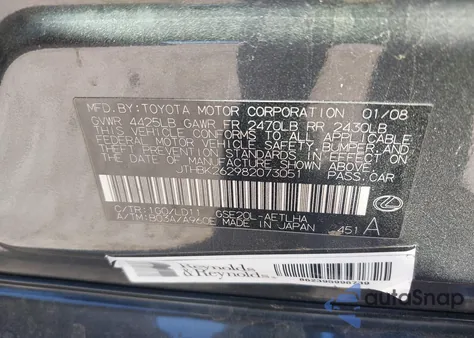 MFD.BY:TOYOTA MOTOR CORPORATION 01/08
GVWR 4425LB GAWR FR 2470LB RR 2430LB
THIS VEHICLE CONFORMS TO ALL APPLICABLE
FEDERAL MOTOR VEHICLE SAFETY, BUMPER, AND
THEFT PREVENTION STANDARDS IN EFFECT ON
THE DATE OF MANUFACTURE SHOWN ABOVE.
JTHBK262982073051 PASS.CAR
C/TR:1G0/LD11 GSE20L-AETLHA
A/TM:B03A/A960E MADE IN JAPAN 451 A
Reynolds
& Reynolds
autoSnap